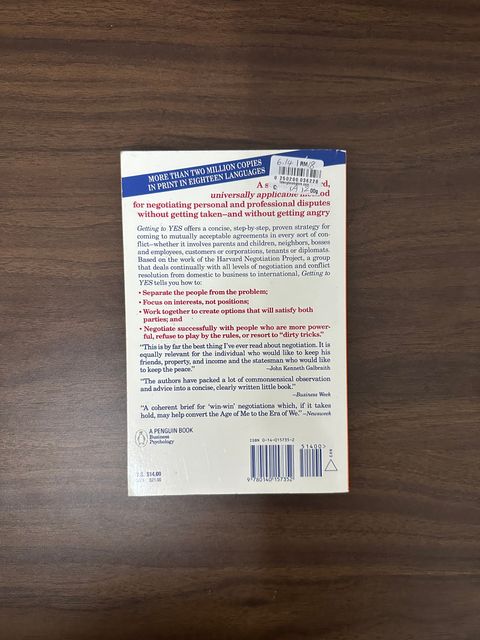 MORE THAN TWO MILLION COPIES
IN PRINT IN EIGHTEEN LANGUAGES
6.14 RM18
A s d,
universally applicable method
for negotiating personal and professional disputes
without getting taken—and without getting angry
Getting to YES offers a concise, step-by-step, proven strategy for
coming to mutually acceptable agreements in every sort of con-
flict—whether it involves parents and children, neighbors, bosses
and employees, customers or corporations, tenants or diplomats.
Based on the work of the Harvard Negotiation Project, a group
that deals continually with all levels of negotiation and conflict
resolution from domestic to business to international, Getting to
YES tells you how to:
• Separate the people from the problem;
• Focus on interests, not positions;
• Work together to create options that will satisfy both
parties; and
• Negotiate successfully with people who are more power-
ful, refuse to play by the rules, or resort to "dirty tricks."
"This is by far the best thing I've ever read about negotiation. It is
equally relevant for the individual who would like to keep his
friends, property, and income and the statesman who would like
to keep the peace."
—John Kenneth Galbraith
"The authors have packed a lot of commonsensical observation
and advice into a concise, clearly written little book."
—Business Week
"A coherent brief for 'win-win' negotiations which, if it takes
hold, may help convert the Age of Me to the Era of We." —Newsweek
A PENGUIN BOOK
Business
Psychology
ISBN 0-14-015735-2
51400>
9 780140 157352
U.S. $14.00
$21.00